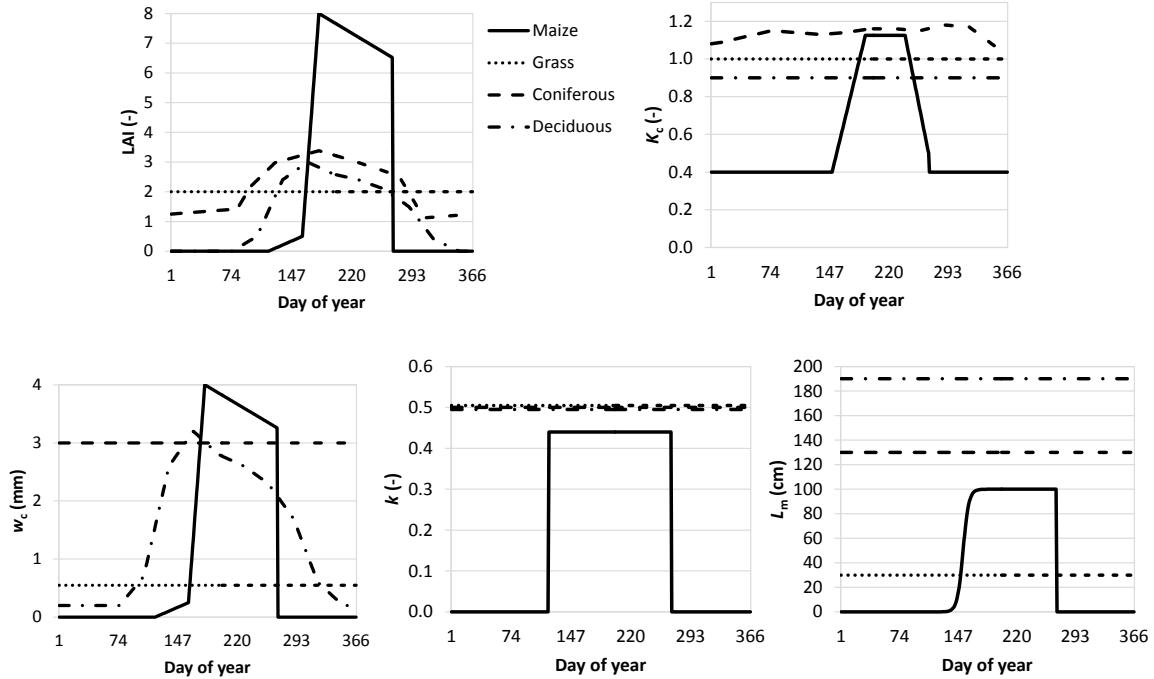 8
7
6
5
4
3
2
1
0
LAI (-)
1 74 147 220 293 366
Day of year
Maize
Grass
Coniferous
Deciduous
1.2
1.0
0.8
0.6
0.4
0.2
0.0
Kc (-)
1 74 147 220 293 366
Day of year
4
3
2
1
0
wc (mm)
1 74 147 220 293 366
Day of year
0.6
0.5
0.4
0.3
0.2
0.1
0.0
k (-)
1 74 147 220 293 366
Day of year
200
180
160
140
120
100
80
60
40
20
0
Lm (cm)
1 74 147 220 293 366
Day of year